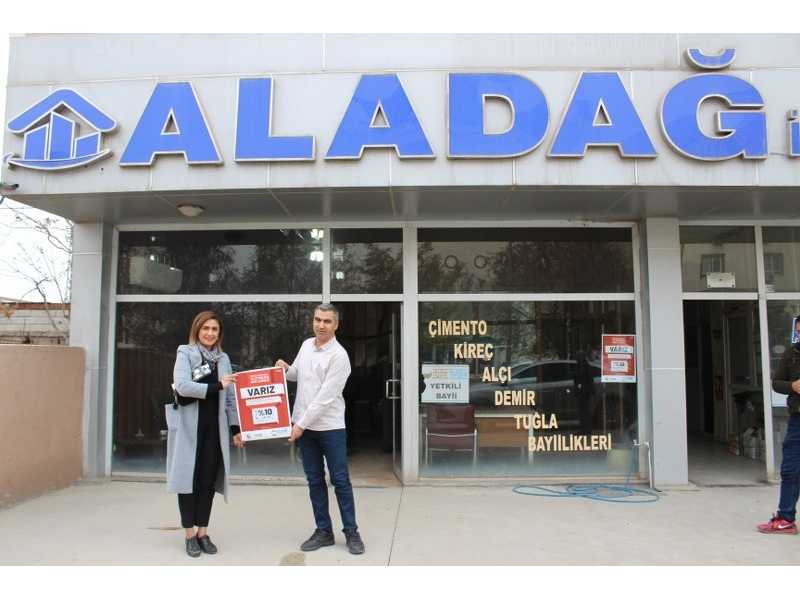 ALADAĞ
ÇİMENTO
KİREÇ
ALÇI
DEMİR
TUĞLA
BAYİİLİKLERİ
YETKİLİ
BAYİİ
VARIZ
%10
VARIZ